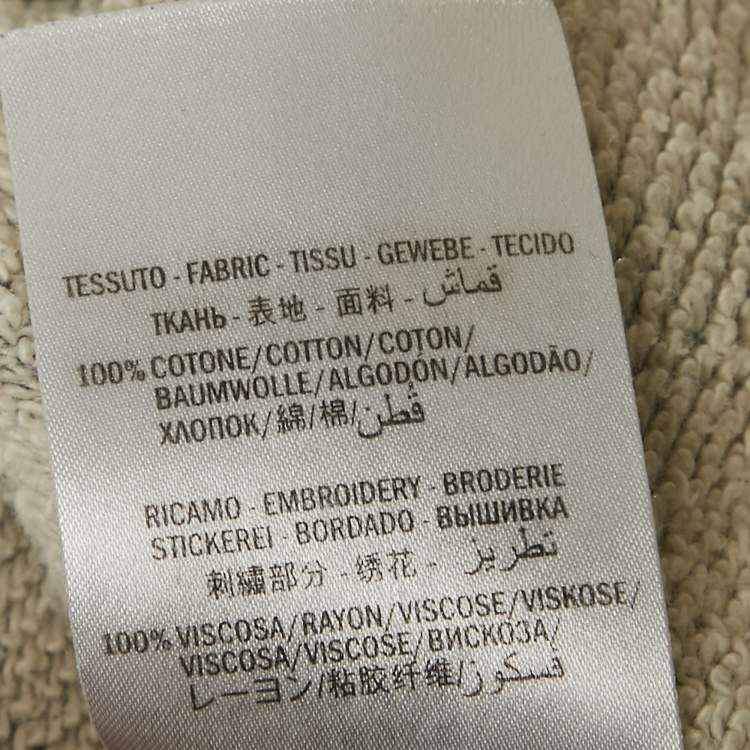 TESSUTO - FABRIC - TISSU - GEWEBE - TECIDO
ТКАНЬ - 表地 - 面料 - قماش
100% COTONE/COTTON/COTON/
BAUMWOLLE/ALGODÓN/ALGODÃO/
ХЛОПОК/綿/棉/قُطن
RICAMO - EMBROIDERY - BRODERIE
STICKEREI - BORDADO - ВЫШИВКА
刺繍部分 - 绣花 - تطريز
100% VISCOSA/RAYON/VISCOSE/VISKOSE/
VISCOSA/VISCOSE/ВИСКОЗА/
レーヨン/粘胶纤维/فسكوز